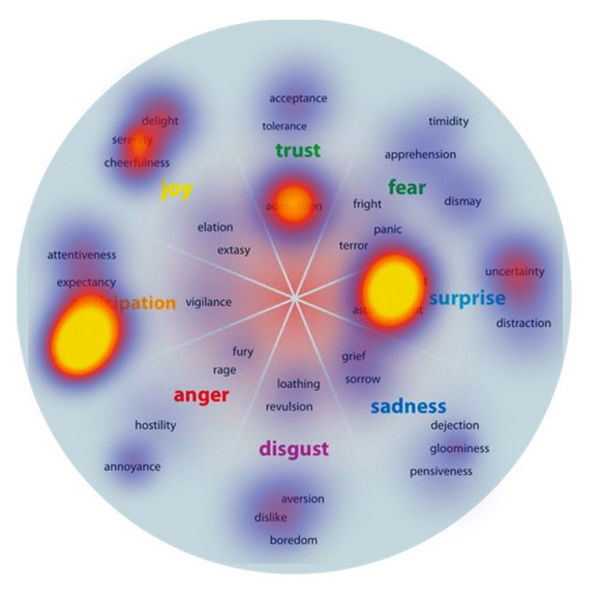 acceptance
tolerance
trust
timidity
apprehension
fear
fright
dismay
panic
terror
uncertainty
surprise
distraction
grief
sorrow
sadness
dejection
gloominess
pensiveness
loathing
revulsion
disgust
aversion
dislike
boredom
fury
rage
anger
hostility
annoyance
attentiveness
expectancy
vigilance
delight
serenity
cheerfulness
joy
elation
extasy